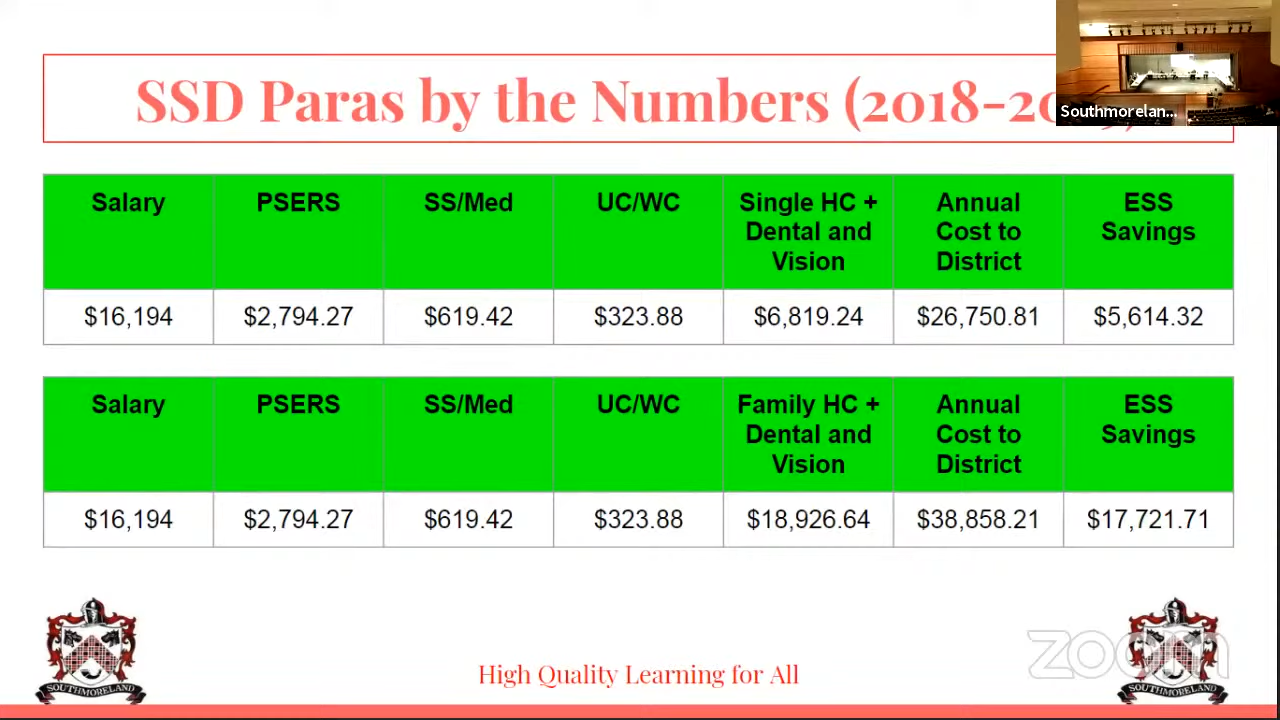 SSD Paras by the Numbers (2018-20
Southmorelan...
Salary PSERS SS/Med UC/WC Single HC + Annual ESS
Dental and Cost to Savings
Vision District
$16,194 $2,794.27 $619.42 $323.88 $6,819.24 $26,750.81 $5,614.32
Salary PSERS SS/Med UC/WC Family HC + Annual ESS
Dental and Cost to Savings
Vision District
$16,194 $2,794.27 $619.42 $323.88 $18,926.64 $38,858.21 $17,721.71
High Quality Learning for All
SOUTHMORELAND
SOUTHMORELAND
zoom